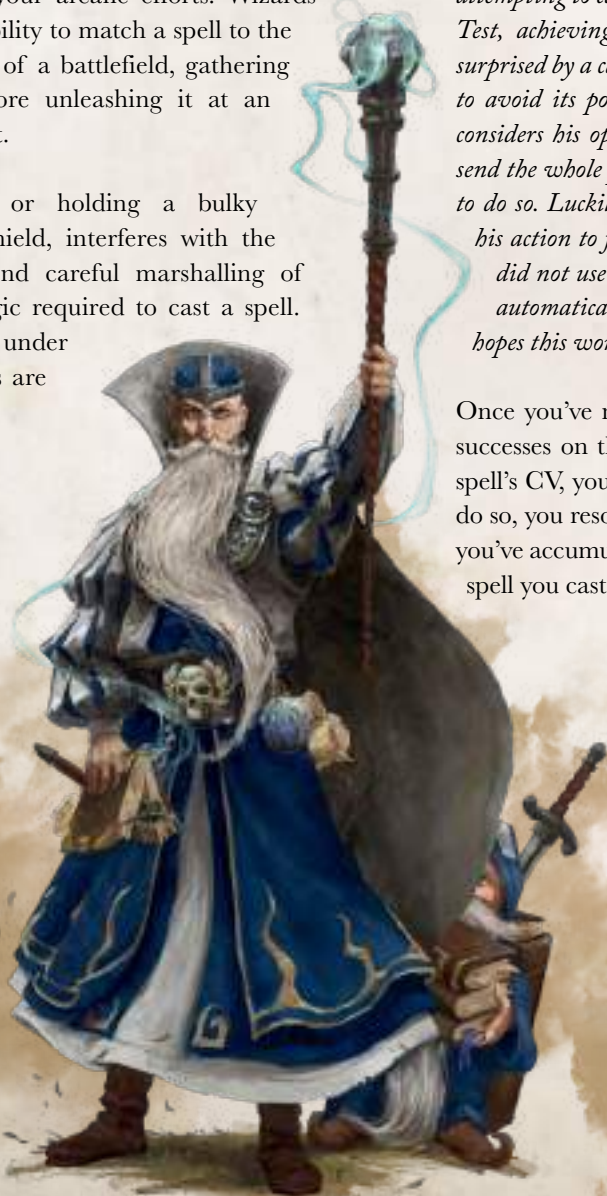 your arcane efforts. Wizards
bility to match a spell to the
of a battlefield, gathering
ore unleashing it at an
t.
or holding a bulky
hield, interferes with the
nd careful marshalling of
gic required to cast a spell.
under
s are
attempting to
Test, achieving
surprised by a
to avoid its po
considers his op
send the whole
to do so. Lucki
his action to
did not use
automatica
hopes this wor
Once you've
successes on
spell's CV, you
do so, you reso
you've accumu
spell you cast